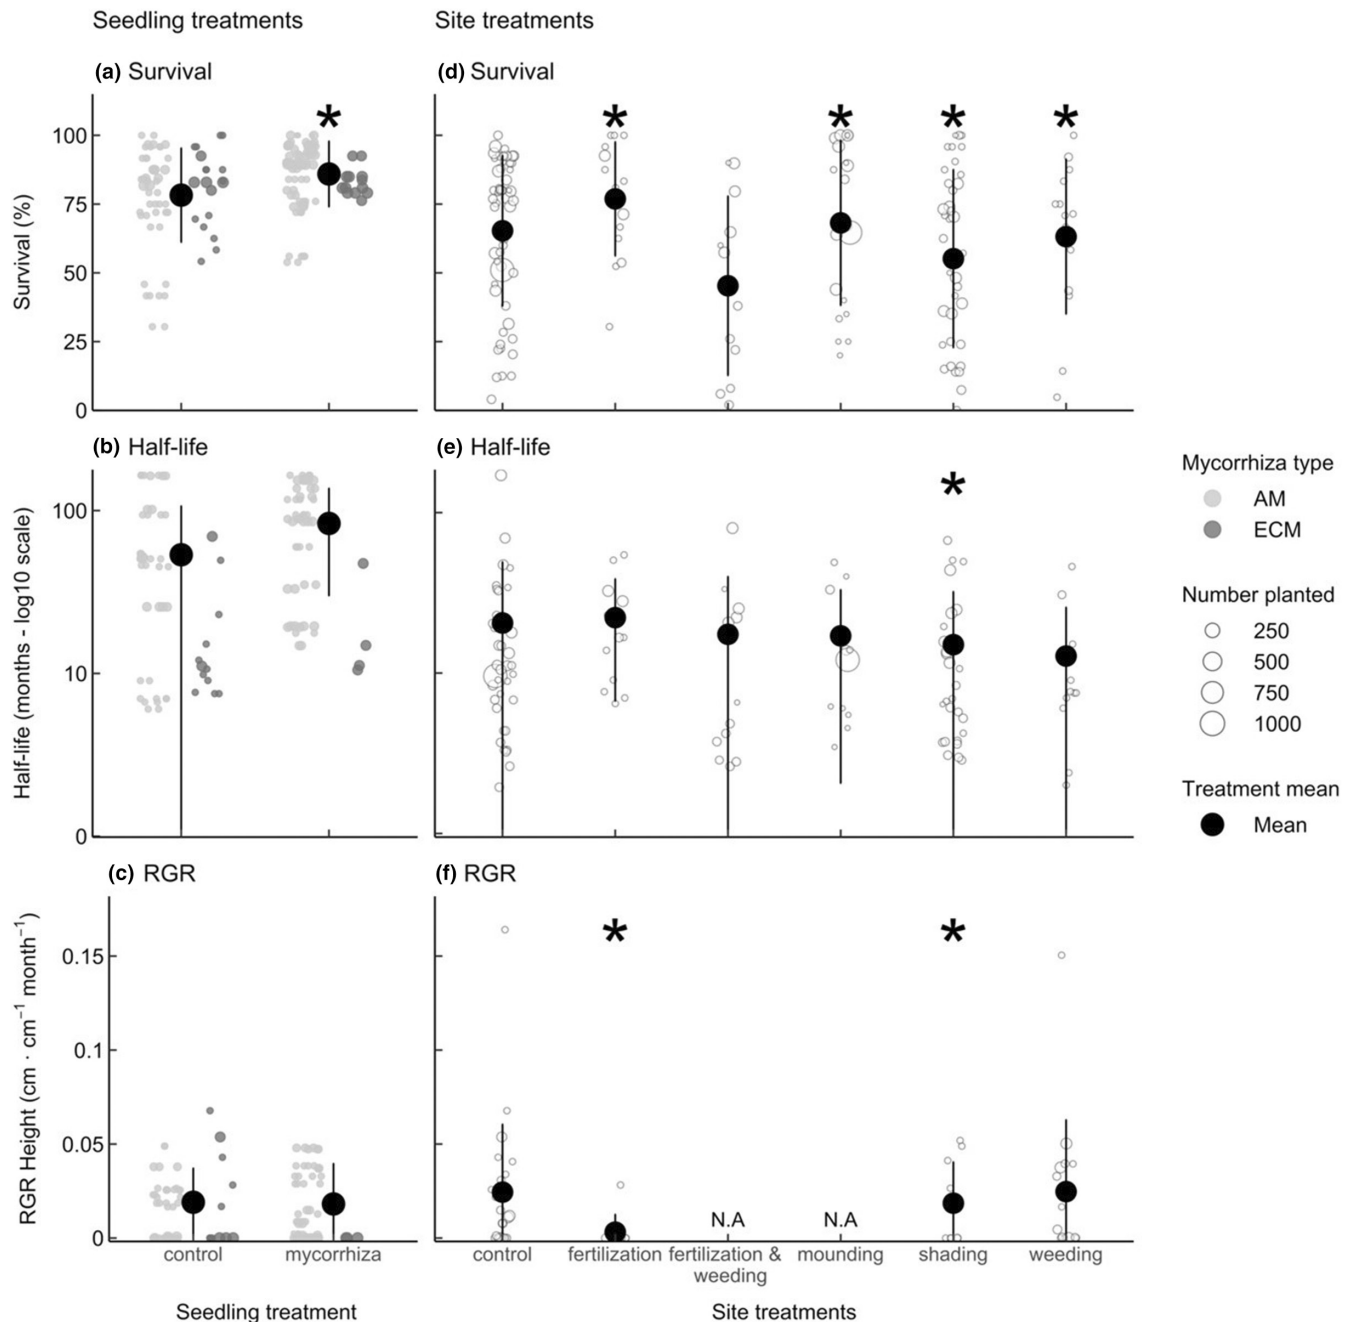 Seedling treatments
Site treatments
(a) Survival
(d) Survival
* * * * *
100
75
50
25
0
Survival (%)
(b) Half-life
(e) Half-life
*
100
10
0
Half-life (months - log10 scale)
Mycorrhiza type
AM
ECM
Number planted
250
500
750
1000
Treatment mean
Mean
(c) RGR
(f) RGR
* *
0.15
0.1
0.05
0
RGR Height (cm · cm⁻¹ month⁻¹)
N.A N.A
control mycorrhiza
Seedling treatment
control fertilization fertilization & mounding shading weeding
weeding
Site treatments